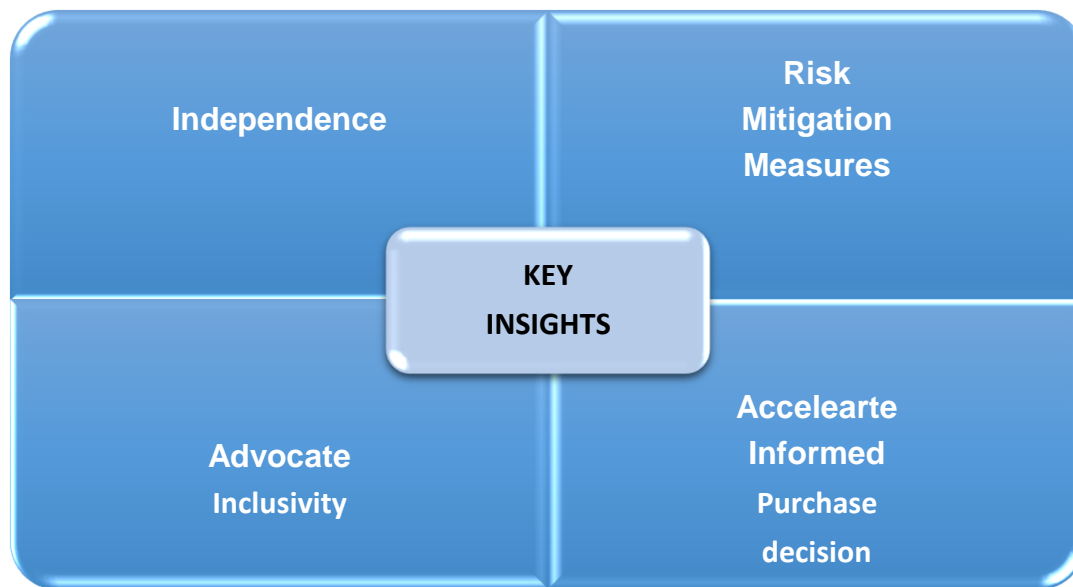 Independence
Risk
Mitigation
Measures
KEY
INSIGHTS
Advocate
Inclusivity
Accelearte
Informed
Purchase
decision